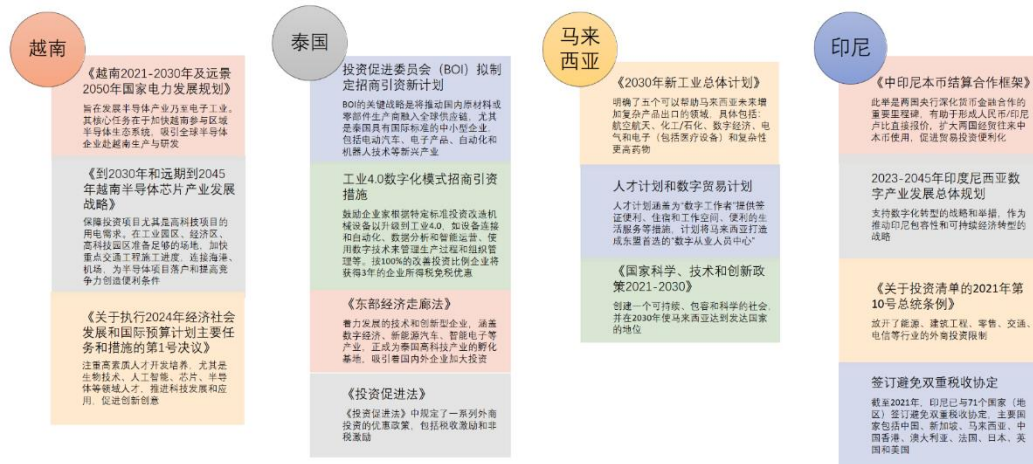 越南
《越南2021-2030年及远景
2050年国家电力发展规划》
旨在发展半导体产业乃至电子工业。
其核心任务在于加快越南参与区域
半导体生态系统，吸引全球半导体
企业赴越南生产与研发
《到2030年和远期到2045
年越南半导体芯片产业发展
战略》
保障投资项目尤其是高科技项目的
用电需求。在工业园区、经济区、
高科技园区准备足够的场地，加快
重点交通工程施工进度，连接海港、
机场，为半导体项目落户和提高竞
争力创造便利条件
《关于执行2024年经济社会
发展和国际预算计划主要任
务和措施的第1号决议》
注重高素质人才开发培养，尤其是
生物技术、人工智能、芯片、半导
体等领域人才，推进科技发展和应
用，促进创新创意
泰国
投资促进委员会（BOI）拟制
定招商引资新计划
BOI的关键战略是将推动国内原材料或
零部件生产商融入全球供应链，尤其
是泰国具有国际标准的中小型企业，
包括电动汽车、电子产品、自动化和
机器人技术等新兴产业
工业4.0数字化模式招商引资
措施
鼓励企业家根据特定标准投资改造机
械设备以升级到工业4.0，如设备连接
和自动化、数据分析和智能运营、使
用数字技术来管理生产过程和组织管
理等。按100%的改善投资比例企业将
获得3年的企业所得税免税优惠
《东部经济走廊法》
着力发展的技术和创新型企业，涵盖
数字经济、新能源汽车、智能电子等
产业，正成为泰国高科技产业的孵化
基地，吸引着国内外企业加大投资
《投资促进法》
《投资促进法》中规定了一系列外商
投资的优惠政策，包括税收激励和非
税激励
马来
西亚
《2030年新工业总体计划》
明确了五个可以帮助马来西亚未来增
加复杂产品出口的领域，具体包括：
航空航天、化工/石化、数字经济、电
气和电子（包括医疗设备）和复杂性
更高药物
人才计划和数字贸易计划
人才计划涵盖为“数字工作者”提供签
证便利、住宿和工作空间、便利的生
活服务等措施，计划将马来西亚打造
成东盟首选的“数字从业人员中心”
《国家科学、技术和创新政
策2021-2030》
创建一个可持续、包容和科学的社会，
并在2030年使马来西亚达到发达国家
的地位
印尼
《中印尼本币结算合作框架》
此举是两国央行深化货币金融合作的
重要里程碑，有助于形成人民币/印尼
卢比直接报价，扩大两国经贸往来中
本币使用，促进贸易投资便利化
2023-2045年印度尼西亚数
字产业发展总体规划
支持数字化转型的战略和举措，作为
推动印尼包容性和可持续经济转型的
战略
《关于投资清单的2021年第
10号总统条例》
放开了能源、建筑工程、零售、交通、
电信等行业的外商投资限制
签订避免双重税收协定
截至2021年，印尼已与71个国家（地
区）签订避免双重税收协定，主要国
家包括中国、新加坡、马来西亚、中
国香港、澳大利亚、法国、日本、英
国和美国